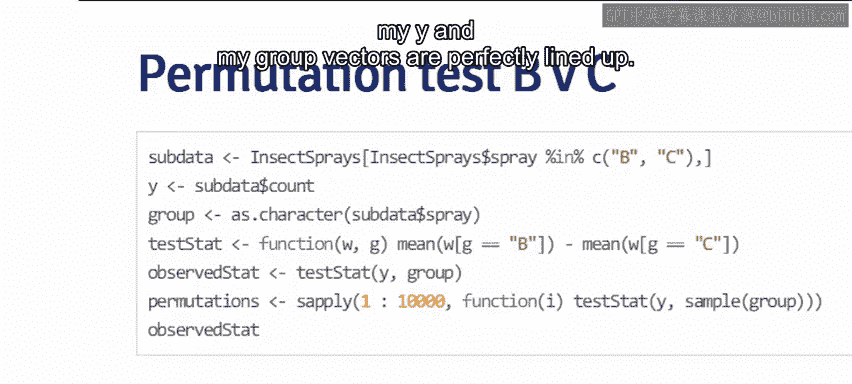 my y and
my group vectors are perfectly lined up.
Permutation test B v C
subdata <- InsectSprays[InsectSprays$spray %in% c("B", "C"),]
y <- subdata$count
group <- as.character(subdata$spray)
testStat <- function(w, g) mean(w[g == "B"]) - mean(w[g == "C"])
observedStat <- testStat(y, group)
permutations <- sapply(1 : 10000, function(i) testStat(y, sample(group)))
observedStat